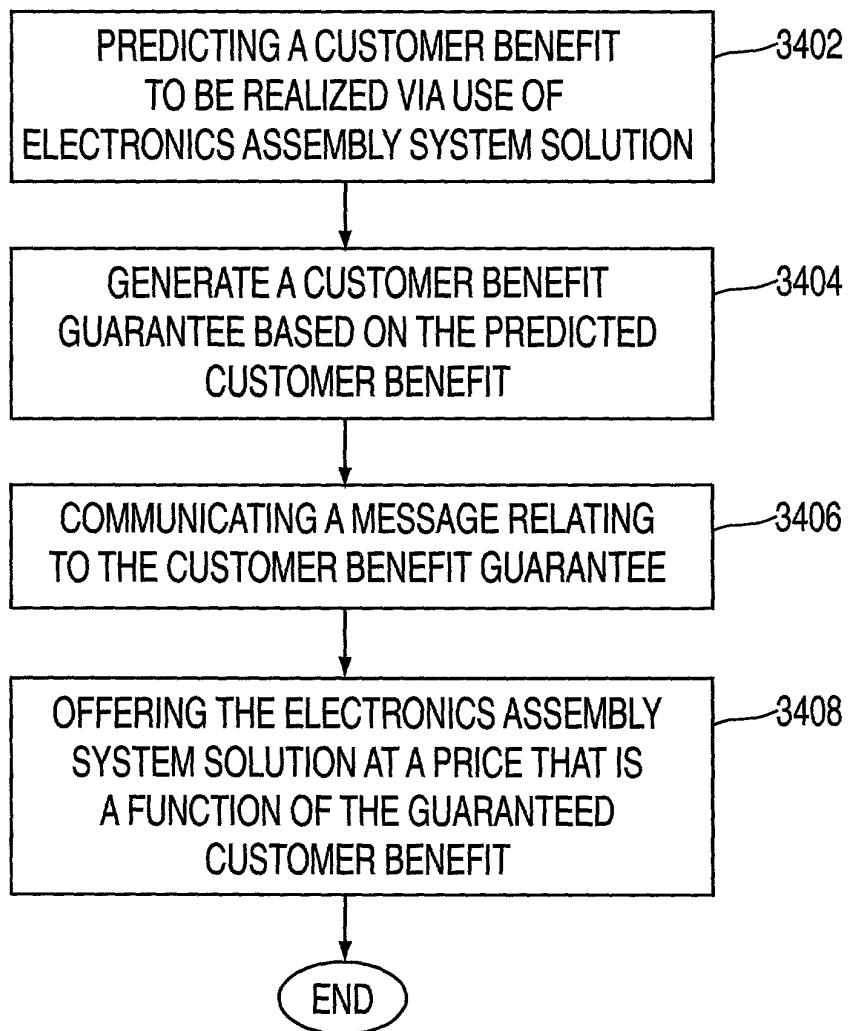 PREDICTING A CUSTOMER BENEFIT
TO BE REALIZED VIA USE OF
ELECTRONICS ASSEMBLY SYSTEM SOLUTION
3402
GENERATE A CUSTOMER BENEFIT
GUARANTEE BASED ON THE PREDICTED
CUSTOMER BENEFIT
3404
COMMUNICATING A MESSAGE RELATING
TO THE CUSTOMER BENEFIT GUARANTEE
3406
OFFERING THE ELECTRONICS ASSEMBLY
SYSTEM SOLUTION AT A PRICE THAT IS
A FUNCTION OF THE GUARANTEED
CUSTOMER BENEFIT
3408
END